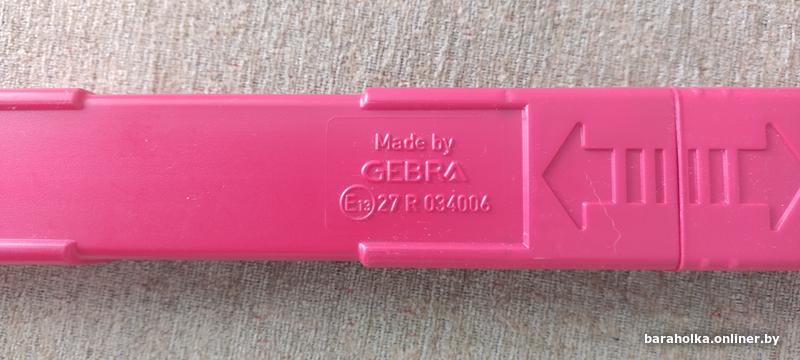 Made by
GEBRA
E13 27 R 034006
baraholka.onliner.by